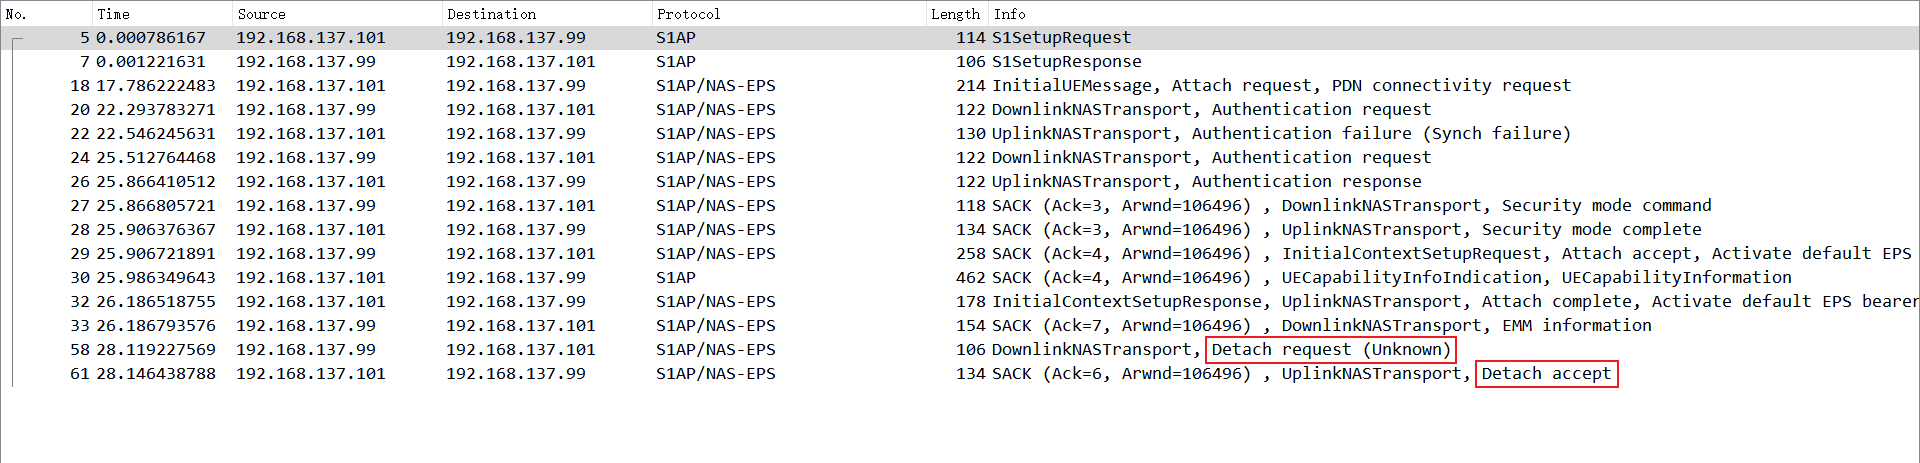 No. Time Source Destination Protocol Length Info
5 0.000786167 192.168.137.101 192.168.137.99 S1AP 114 S1SetupRequest
7 0.001221631 192.168.137.99 192.168.137.101 S1AP 106 S1SetupResponse
18 17.786222483 192.168.137.101 192.168.137.99 S1AP/NAS-EPS 214 InitialUEMessage, Attach request, PDN connectivity request
20 22.293783271 192.168.137.99 192.168.137.101 S1AP/NAS-EPS 122 DownlinkNASTransport, Authentication request
22 22.546245631 192.168.137.101 192.168.137.99 S1AP/NAS-EPS 130 UplinkNASTransport, Authentication failure (Synch failure)
24 25.512764468 192.168.137.99 192.168.137.101 S1AP/NAS-EPS 122 DownlinkNASTransport, Authentication request
26 25.866410512 192.168.137.101 192.168.137.99 S1AP/NAS-EPS 122 UplinkNASTransport, Authentication response
27 25.866805721 192.168.137.99 192.168.137.101 S1AP/NAS-EPS 118 SACK (Ack=3, Arwnd=106496) , DownlinkNASTransport, Security mode command
28 25.906376367 192.168.137.101 192.168.137.99 S1AP/NAS-EPS 134 SACK (Ack=3, Arwnd=106496) , UplinkNASTransport, Security mode complete
29 25.906721891 192.168.137.99 192.168.137.101 S1AP/NAS-EPS 258 SACK (Ack=4, Arwnd=106496) , InitialContextSetupRequest, Attach accept, Activate default EPS
30 25.986349643 192.168.137.101 192.168.137.99 S1AP 462 SACK (Ack=4, Arwnd=106496) , UECapabilityInfoIndication, UECapabilityInformation
32 26.186518755 192.168.137.101 192.168.137.99 S1AP/NAS-EPS 178 InitialContextSetupResponse, UplinkNASTransport, Attach complete, Activate default EPS bearer
33 26.186793576 192.168.137.99 192.168.137.101 S1AP/NAS-EPS 154 SACK (Ack=7, Arwnd=106496) , DownlinkNASTransport, EMM information
58 28.119227569 192.168.137.99 192.168.137.101 S1AP/NAS-EPS 106 DownlinkNASTransport, Detach request (Unknown)
61 28.146438788 192.168.137.101 192.168.137.99 S1AP/NAS-EPS 134 SACK (Ack=6, Arwnd=106496) , UplinkNASTransport, Detach accept